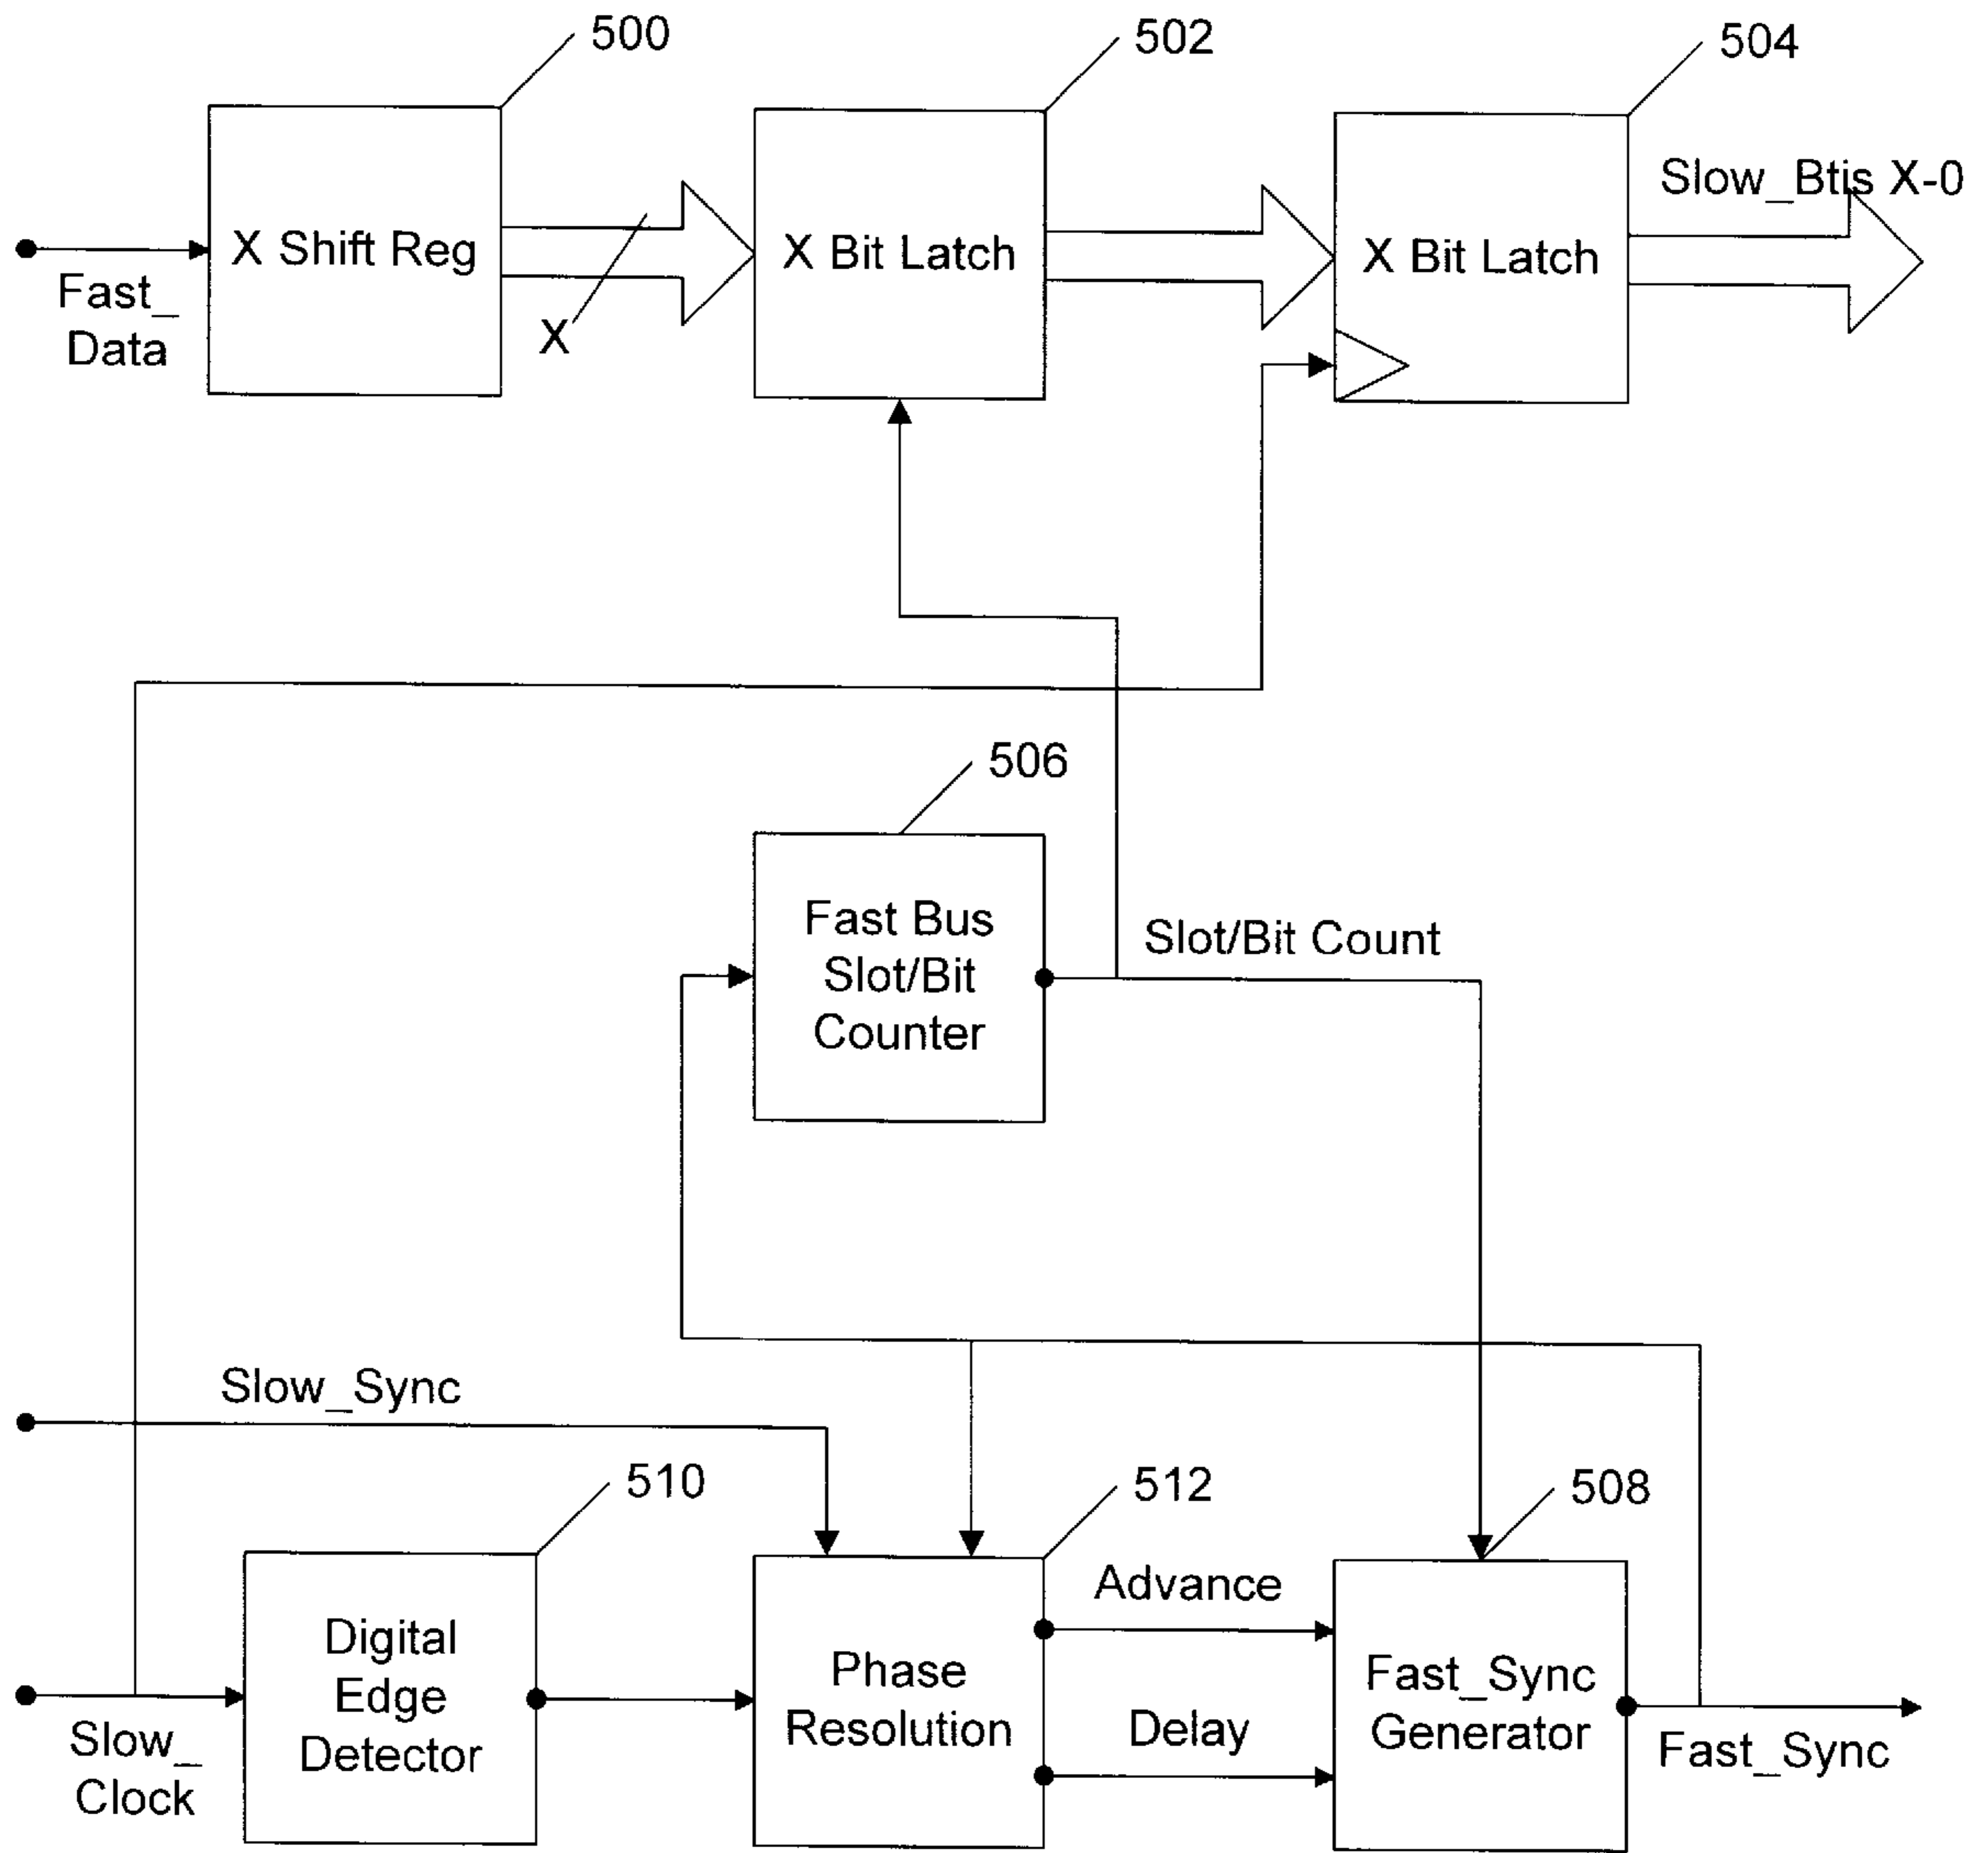 500
502
504
X Shift Reg
X Bit Latch
X Bit Latch
Slow_Btis X-0
Fast_
Data
X
506
Fast Bus
Slot/Bit
Counter
Slot/Bit Count
Slow_Sync
510
512
508
Digital
Edge
Detector
Phase
Resolution
Advance
Delay
Fast_Sync
Generator
Slow_
Clock
Fast_Sync